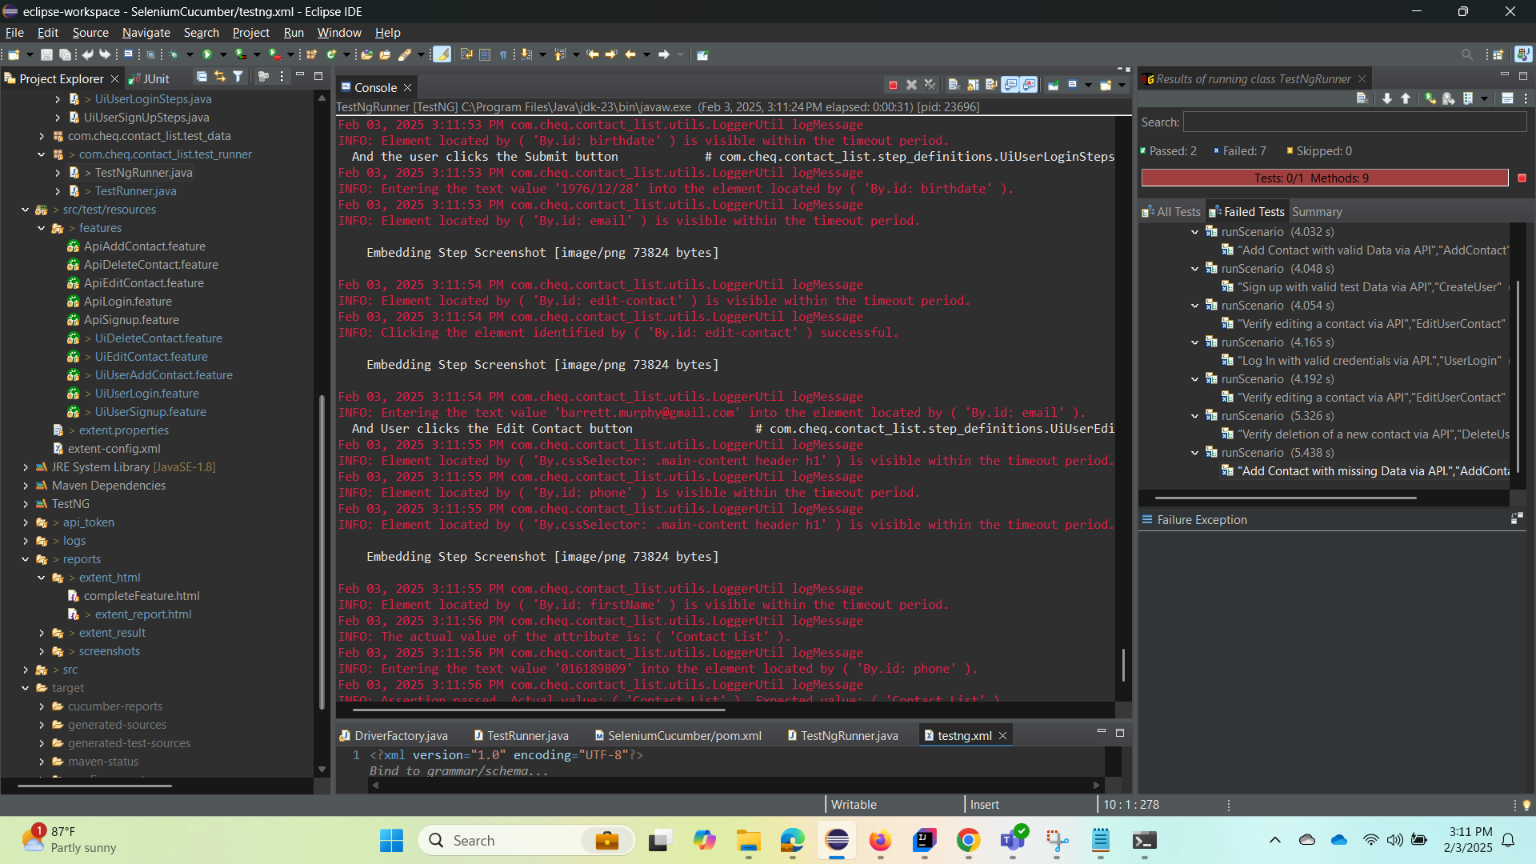 eclipse-workspace - SeleniumCucumber/testng.xml - Eclipse IDE
File Edit Source Navigate Search Project Run Window Help
Project Explorer
JUnit
> UiUserLoginSteps.java
UiUserSignUpSteps.java
com.cheq.contact_list.test_data
> com.cheq.contact_list.test_runner
> TestNgRunner.java
> TestRunner.java
> src/test/resources
> features
ApiAddContact.feature
ApiDeleteContact.feature
ApiEditContact.feature
ApiLogin.feature
ApiSignup.feature
> UiDeleteContact.feature
> UiEditContact.feature
> UiUserAddContact.feature
> UiUserLogin.feature
> UiUserSignup.feature
> extent.properties
extent-config.xml
JRE System Library [JavaSE-1.8]
Maven Dependencies
TestNG
> api_token
> logs
> reports
> extent_html
completeFeature.html
> extent_report.html
> extent_result
> screenshots
> src
target
cucumber-reports
generated-sources
generated-test-sources
maven-status
Console
TestNgRunner [TestNG] C:\Program Files\Java\jdk-23\bin\javaw.exe (Feb 3, 2025, 3:11:24 PM elapsed: 0:00:31) [pid: 23696]
Feb 03, 2025 3:11:53 PM com.cheq.contact_list.utils.LoggerUtil logMessage
INFO: Element located by ( 'By.id: birthdate' ) is visible within the timeout period.
And the user clicks the Submit button # com.cheq.contact_list.step_definitions.UiUserLoginSteps
Feb 03, 2025 3:11:53 PM com.cheq.contact_list.utils.LoggerUtil logMessage
INFO: Entering the text value '1976/12/28' into the element located by ( 'By.id: birthdate' ).
Feb 03, 2025 3:11:53 PM com.cheq.contact_list.utils.LoggerUtil logMessage
INFO: Element located by ( 'By.id: email' ) is visible within the timeout period.
Embedding Step Screenshot [image/png 73824 bytes]
Feb 03, 2025 3:11:54 PM com.cheq.contact_list.utils.LoggerUtil logMessage
INFO: Element located by ( 'By.id: edit-contact' ) is visible within the timeout period.
Feb 03, 2025 3:11:54 PM com.cheq.contact_list.utils.LoggerUtil logMessage
INFO: Clicking the element identified by ( 'By.id: edit-contact' ) successful.
Embedding Step Screenshot [image/png 73824 bytes]
Feb 03, 2025 3:11:54 PM com.cheq.contact_list.utils.LoggerUtil logMessage
INFO: Entering the text value 'barrett.murphy@gmail.com' into the element located by ( 'By.id: email' ).
And User clicks the Edit Contact button # com.cheq.contact_list.step_definitions.UiUserEdi
Feb 03, 2025 3:11:55 PM com.cheq.contact_list.utils.LoggerUtil logMessage
INFO: Element located by ( 'By.cssSelector: .main-content header h1' ) is visible within the timeout period.
Feb 03, 2025 3:11:55 PM com.cheq.contact_list.utils.LoggerUtil logMessage
INFO: Element located by ( 'By.id: phone' ) is visible within the timeout period.
Feb 03, 2025 3:11:55 PM com.cheq.contact_list.utils.LoggerUtil logMessage
INFO: Element located by ( 'By.cssSelector: .main-content header h1' ) is visible within the timeout period.
Embedding Step Screenshot [image/png 73824 bytes]
Feb 03, 2025 3:11:55 PM com.cheq.contact_list.utils.LoggerUtil logMessage
INFO: Element located by ( 'By.id: firstName' ) is visible within the timeout period.
Feb 03, 2025 3:11:56 PM com.cheq.contact_list.utils.LoggerUtil logMessage
INFO: The actual value of the attribute is: ( 'Contact List' ).
Feb 03, 2025 3:11:56 PM com.cheq.contact_list.utils.LoggerUtil logMessage
INFO: Entering the text value '016189809' into the element located by ( 'By.id: phone' ).
Feb 03, 2025 3:11:56 PM com.cheq.contact_list.utils.LoggerUtil logMessage
INFO: Assertion passed. Actual value: ( 'Contact List' ). Expected value: ( 'Contact List' )
DriverFactory.java
TestRunner.java
SeleniumCucumber/pom.xml
TestNgRunner.java
testng.xml
1 <?xml version="1.0" encoding="UTF-8"?>
Bind to grammar/schema...
Results of running class TestNgRunner
Search:
Passed: 2 Failed: 7 Skipped: 0
Tests: 0/1 Methods: 9
All Tests Failed Tests Summary
runScenario (4.032 s)
"Add Contact with valid Data via API","AddContact"
runScenario (4.048 s)
"Sign up with valid test Data via API","CreateUser"
runScenario (4.054 s)
"Verify editing a contact via API","EditUserContact"
runScenario (4.165 s)
"Log In with valid credentials via API.","UserLogin"
runScenario (4.192 s)
"Verify editing a contact via API","EditUserContact"
runScenario (5.326 s)
"Verify deletion of a new contact via API","DeleteUs
runScenario (5.438 s)
"Add Contact with missing Data via API.","AddConta
Failure Exception
Writable
Insert
10 : 1 : 278
1
87°F
Partly sunny
Search
3:11 PM
2/3/2025